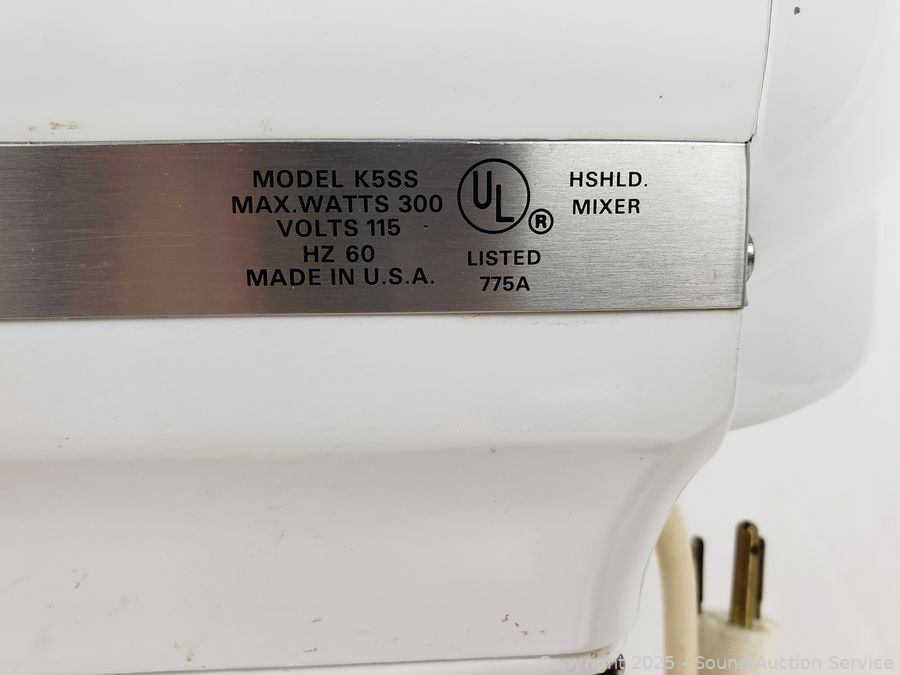 MODEL K5SS
MAX.WATTS 300
VOLTS 115
HZ 60
MADE IN U.S.A.
UL ®
LISTED
775A
HSHLD.
MIXER
Copyright 2025 - Sound Auction Service